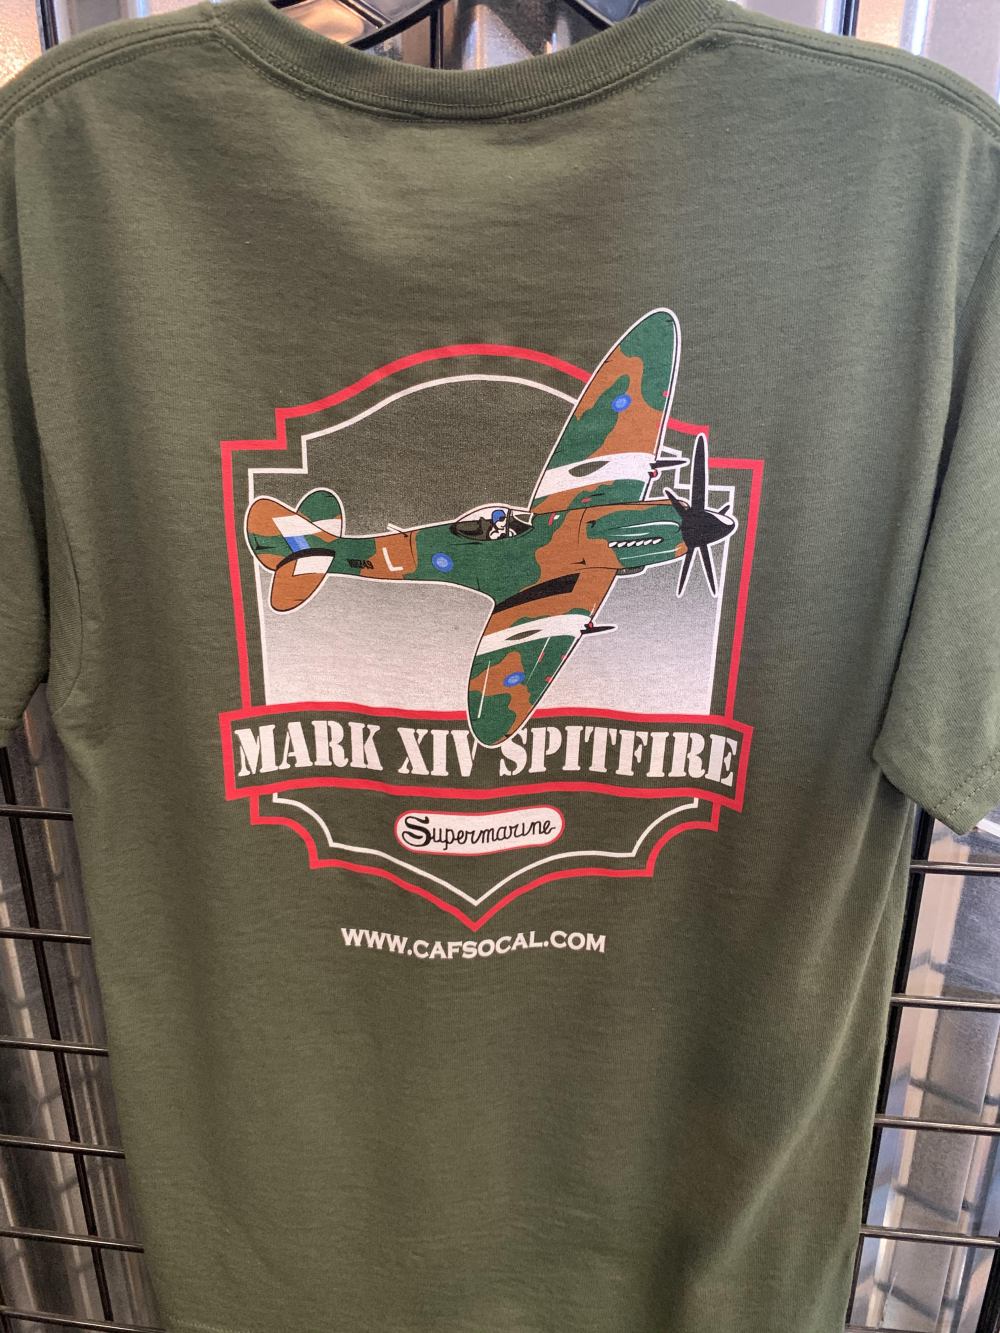 L
MARK XIV SPITFIRE
Supermarine
WWW.CAFSOCAL.COM